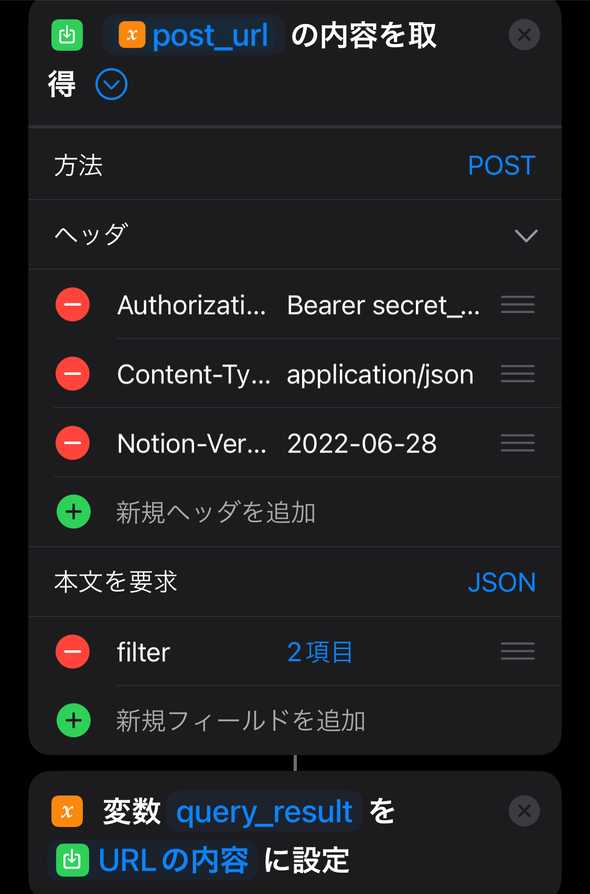 post_url の内容を取
得
方法 POST
ヘッダ
Authorizati... Bearer secret_...
Content-Ty... application/json
Notion-Ver... 2022-06-28
新規ヘッダを追加
本文を要求 JSON
filter 2項目
新規フィールドを追加
変数 query_result を
URLの内容 に設定